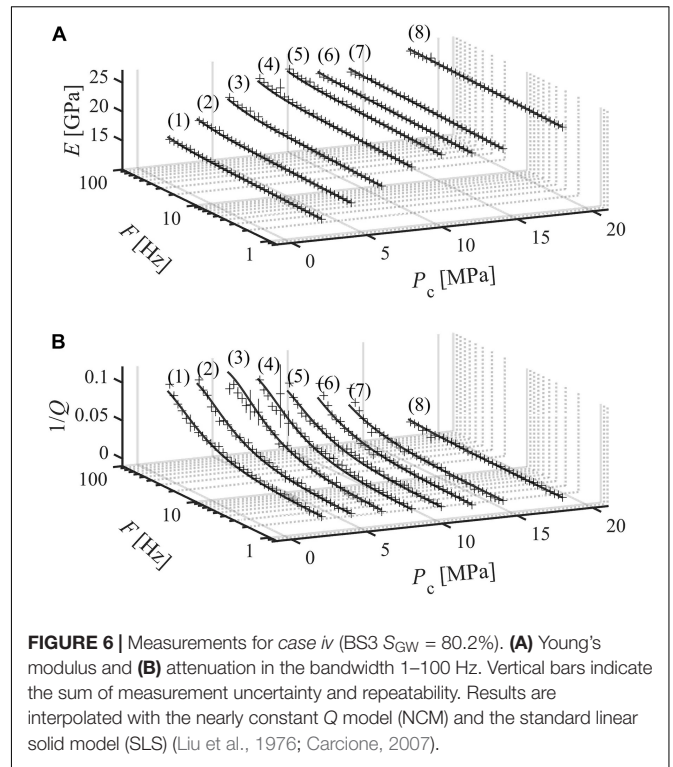 A
(8)
(5) (6) (7)
(4)
(3)
(2)
(1)
25
20
15
E [GPa]
100
10
1
F [Hz]
0
5
10
15
20
Pc [MPa]
B
(1) (2) (3) (4) (5) (6) (7) (8)
0.1
0.05
0
1/Q
100
10
1
F [Hz]
0
5
10
15
20
Pc [MPa]
FIGURE 6 | Measurements for case iv (BS3 SGW = 80.2%). (A) Young's
modulus and (B) attenuation in the bandwidth 1–100 Hz. Vertical bars indicate
the sum of measurement uncertainty and repeatability. Results are
interpolated with the nearly constant Q model (NCM) and the standard linear
solid model (SLS) (Liu et al., 1976; Carcione, 2007).